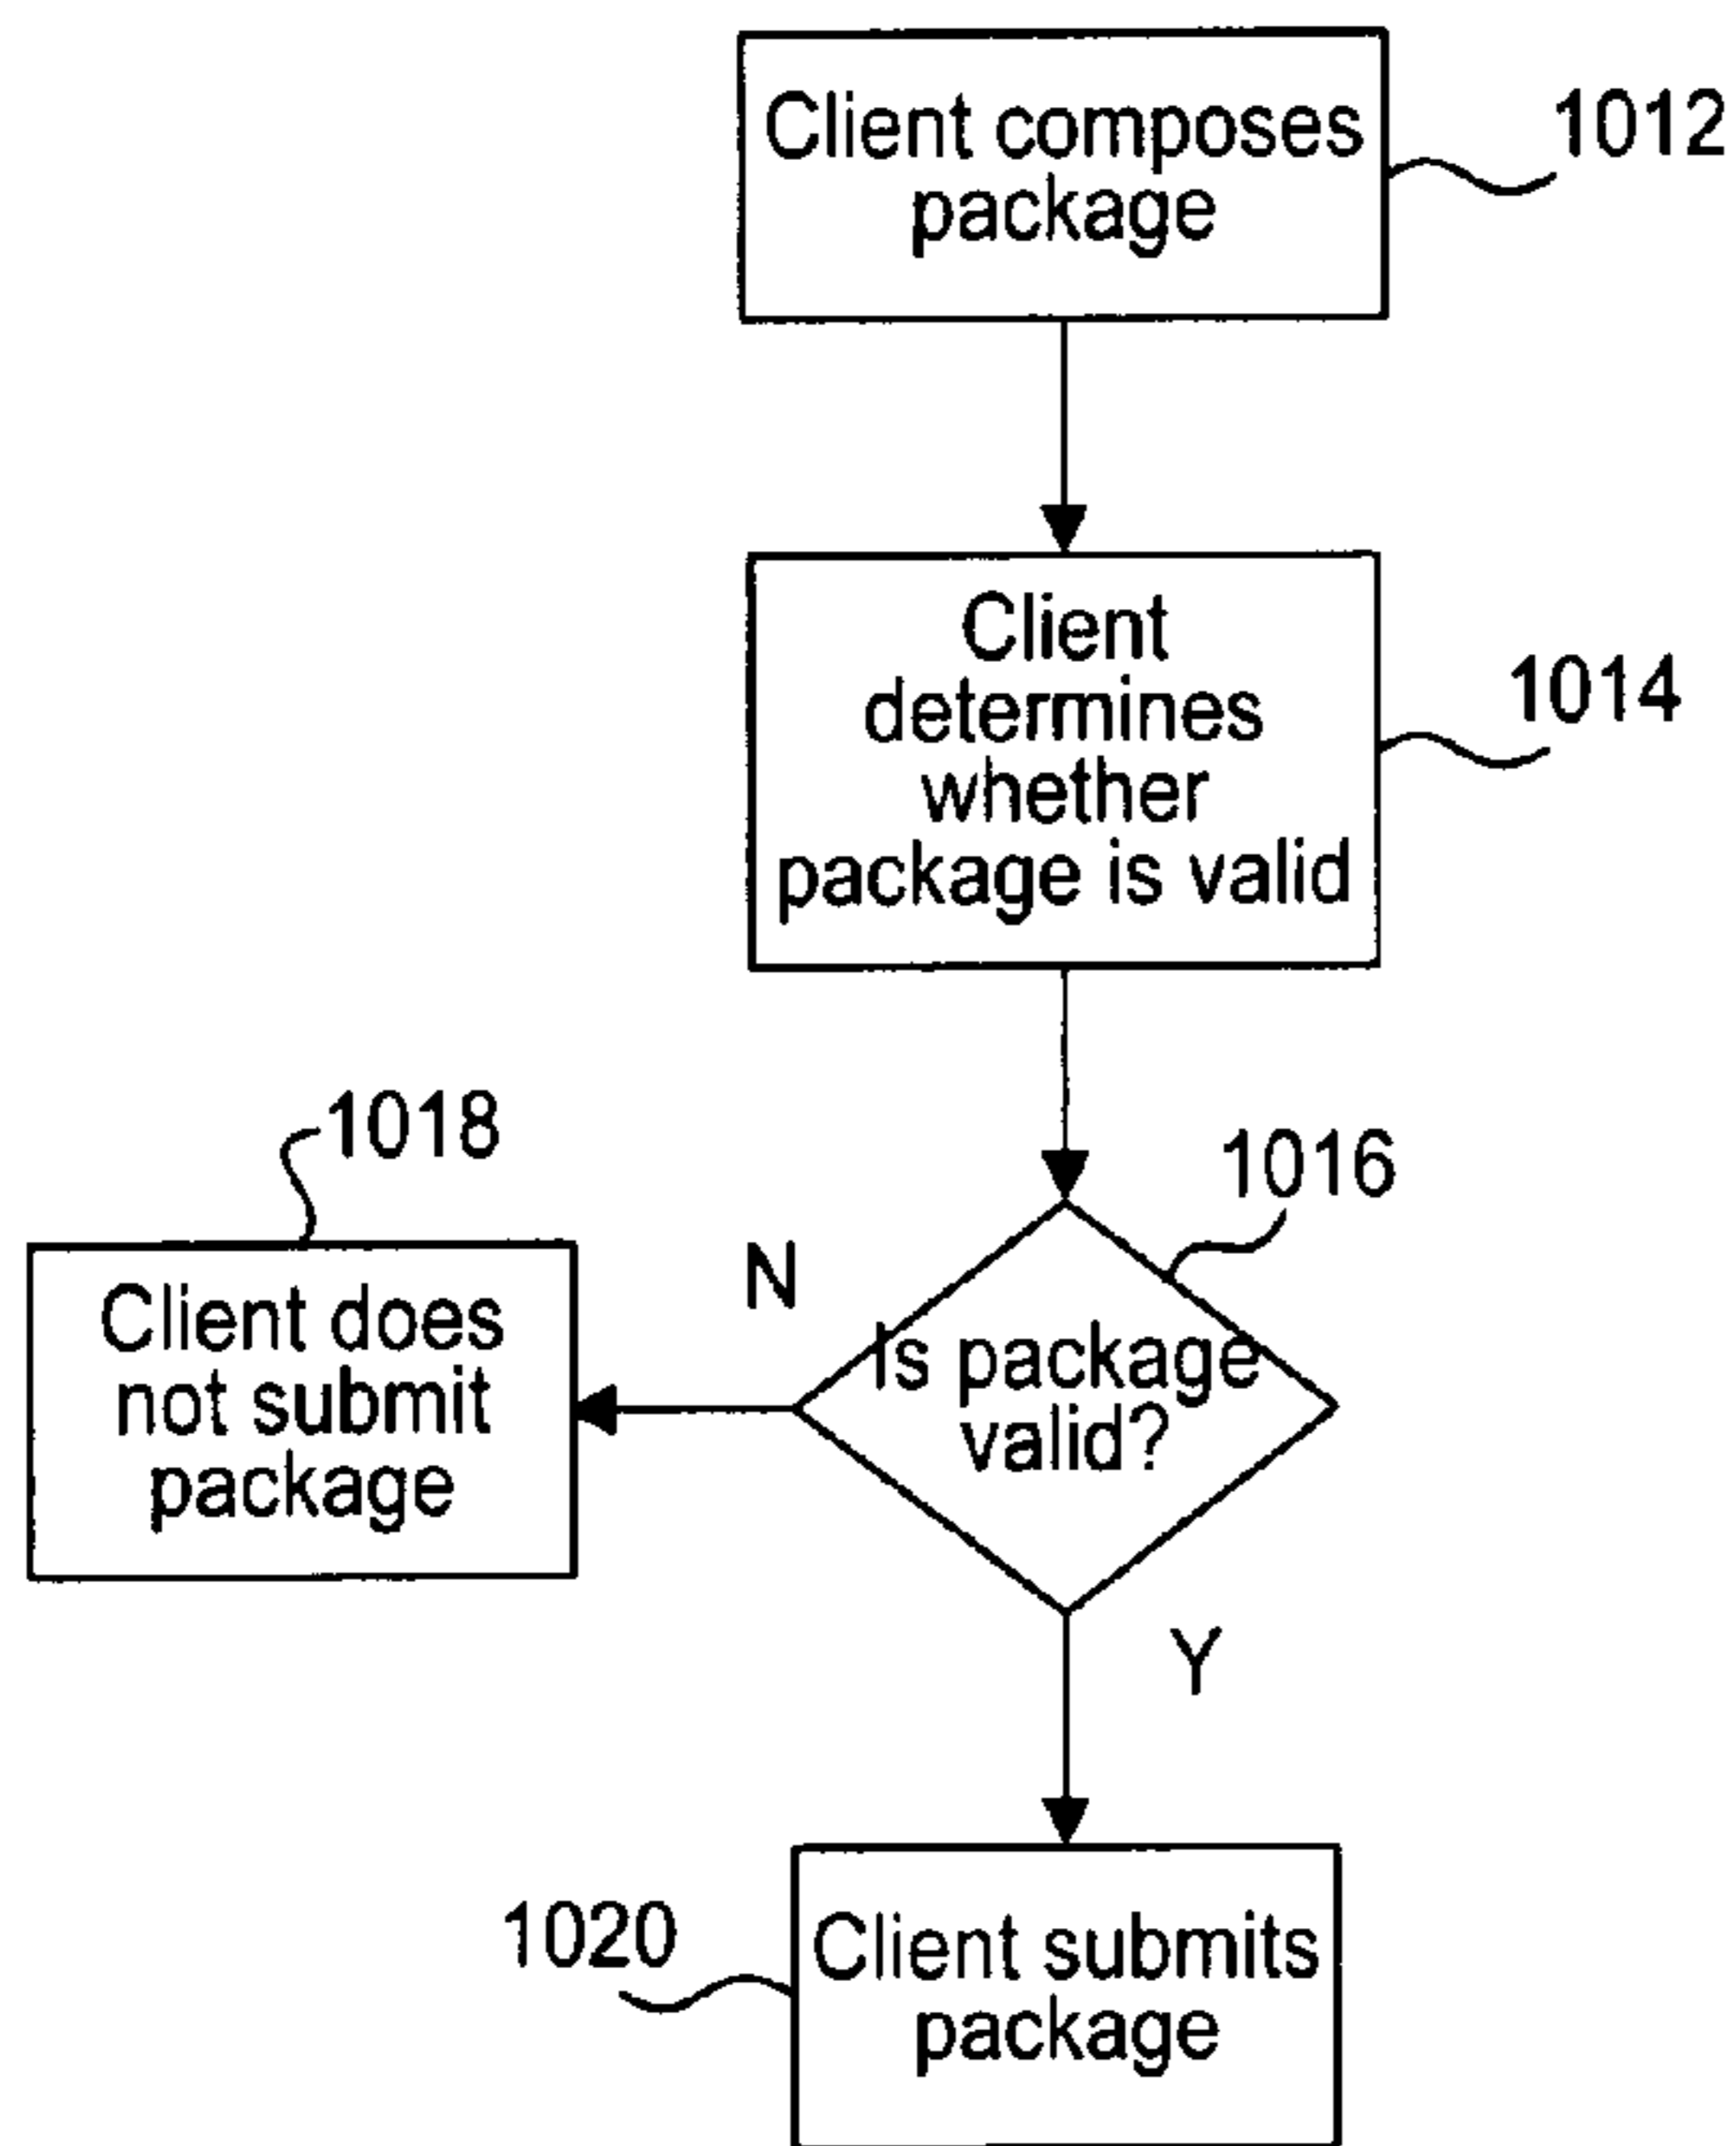 Client composes
package
1012
Client
determines
whether
package is valid
1014
1018
1016
N
Client does
not submit
package
Is package
valid?
Y
1020
Client submits
package